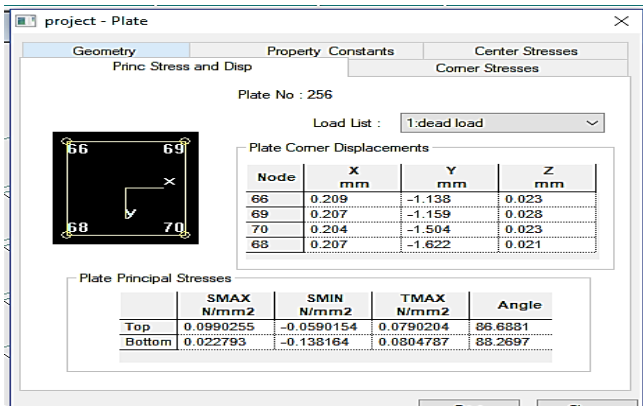 project - Plate
Geometry Property Constants Center Stresses
Princ Stress and Disp Corner Stresses
Plate No : 256
Load List : 1:dead load
66 69
x
y
68 70
Plate Corner Displacements
Node X mm Y mm Z mm
66 0.209 -1.138 0.023
69 0.207 -1.159 0.028
70 0.204 -1.504 0.023
68 0.207 -1.622 0.021
Plate Principal Stresses
SMAX N/mm2 SMIN N/mm2 TMAX N/mm2 Angle
Top 0.0990255 -0.0590154 0.0790204 86.6881
Bottom 0.022793 -0.138164 0.0804787 88.2697